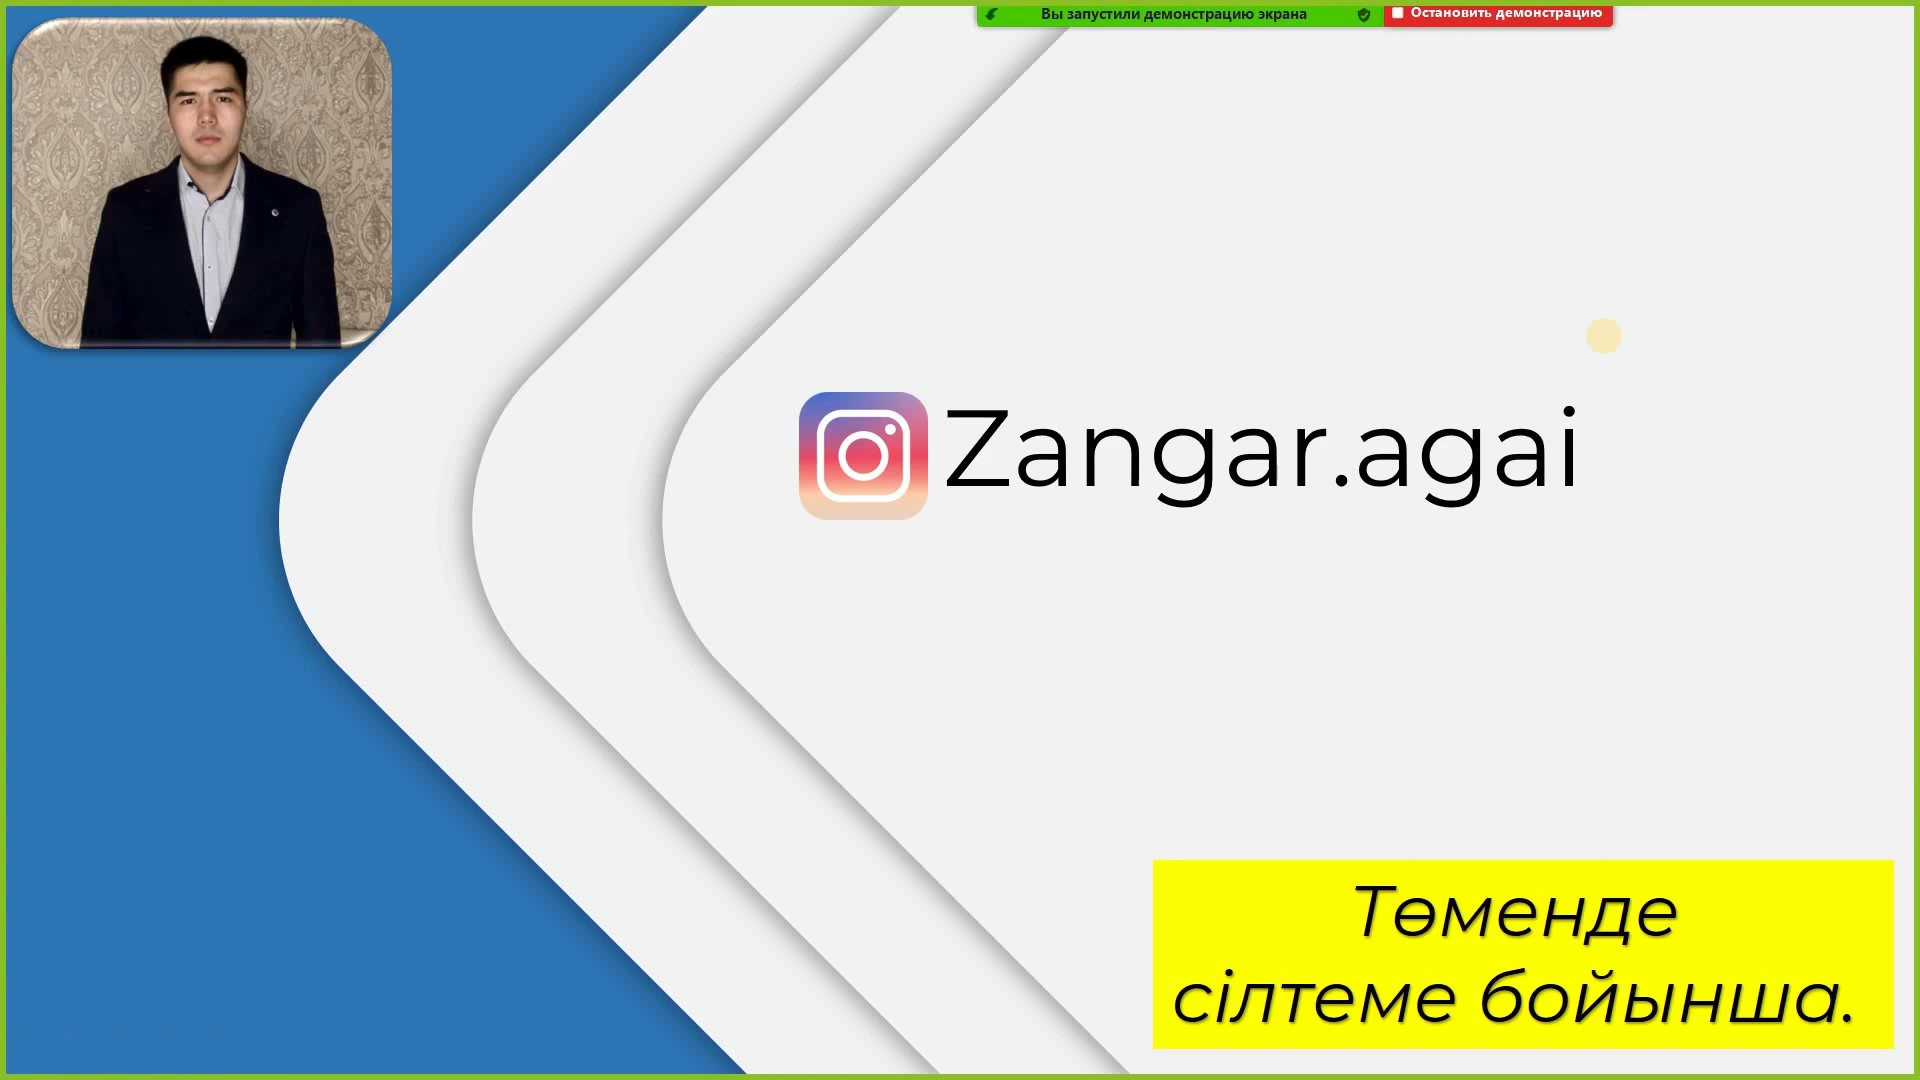 Вы запустили демонстрацию экрана
Остановить демонстрацию
Zangar.agai
Төменде
сілтеме бойынша.